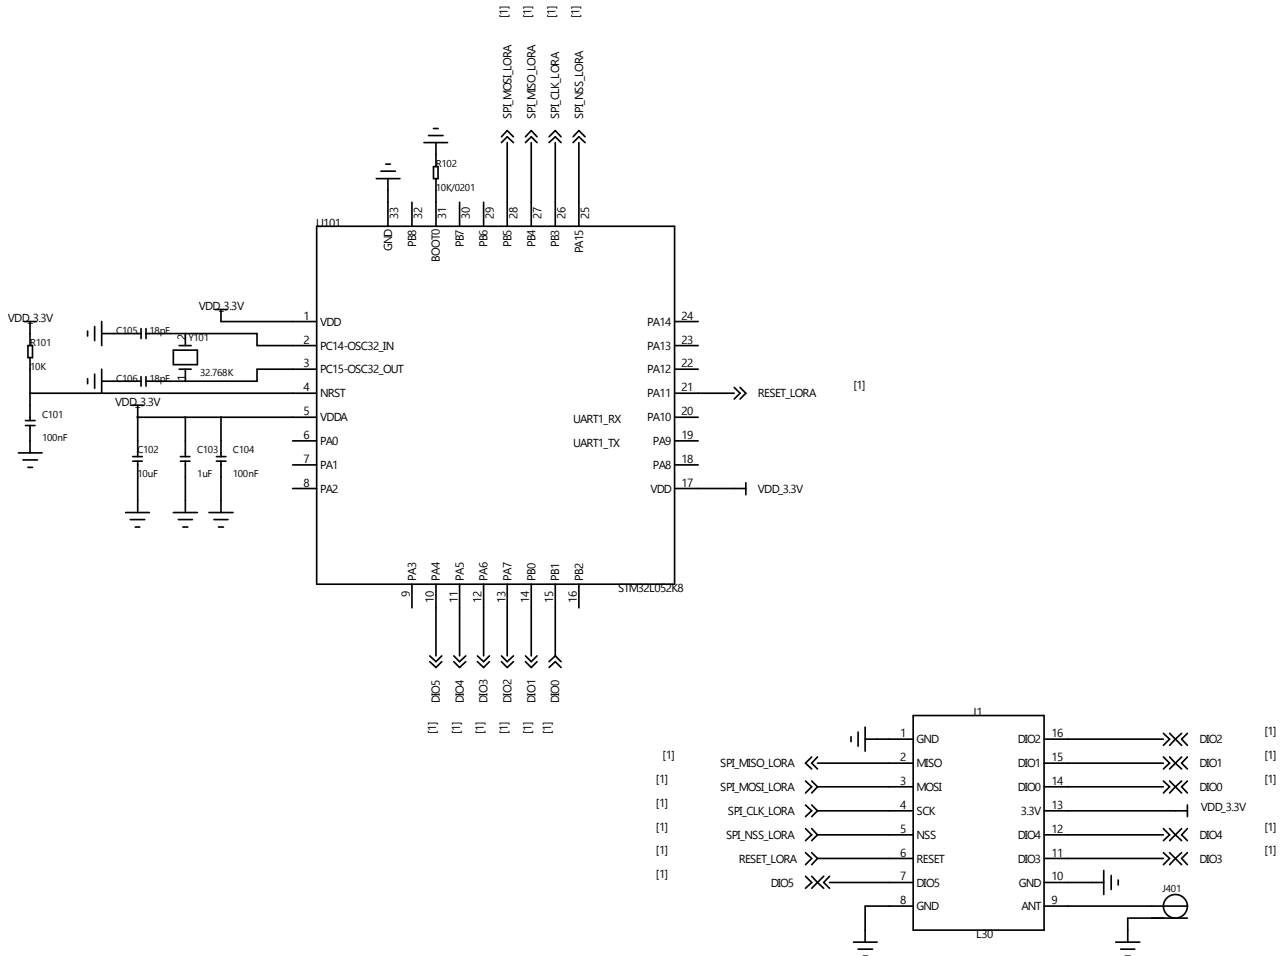 [1] [1] [1] [1]
SPI_MOSI_LORA
SPI_MISO_LORA
SPI_CLK_LORA
SPI_NSS_LORA
R102
10K/0201
U101
33 32 31 30 29 28 27 26 25
GND PB8 BOOT0 PB7 PB6 PB5 PB4 PB3 PA15
VDD_3.3V
VDD_3.3V
1 VDD
PA14 24
C105 18pF
2 Y101 1
32.768K
R101
10K
2 PC14-OSC32_IN
PA13 23
3 PC15-OSC32_OUT
PA12 22
C106 18pF
4 NRST
PA11 21
RESET_LORA [1]
VDD_3.3V
C101
100nF
5 VDDA
UART1_RX PA10 20
6 PA0
UART1_TX PA9 19
C102
10uF
C103
1uF
C104
100nF
7 PA1
PA8 18
8 PA2
VDD 17
VDD_3.3V
PA3 PA4 PA5 PA6 PA7 PB0 PB1 PB2
9 10 11 12 13 14 15 16
STM32L052K8
DIO5 DIO4 DIO3 DIO2 DIO1 DIO0
[1] [1] [1] [1] [1] [1]
J1
1 GND
DIO2 16 DIO2 [1]
[1] SPI_MISO_LORA 2 MISO
DIO1 15 DIO1 [1]
[1] SPI_MOSI_LORA 3 MOSI
DIO0 14 DIO0 [1]
[1] SPI_CLK_LORA 4 SCK
3.3V 13 VDD_3.3V
[1] SPI_NSS_LORA 5 NSS
DIO4 12 DIO4 [1]
[1] RESET_LORA 6 RESET
DIO3 11 DIO3 [1]
[1] DIO5 7 DIO5
GND 10
8 GND
ANT 9
J401
L30